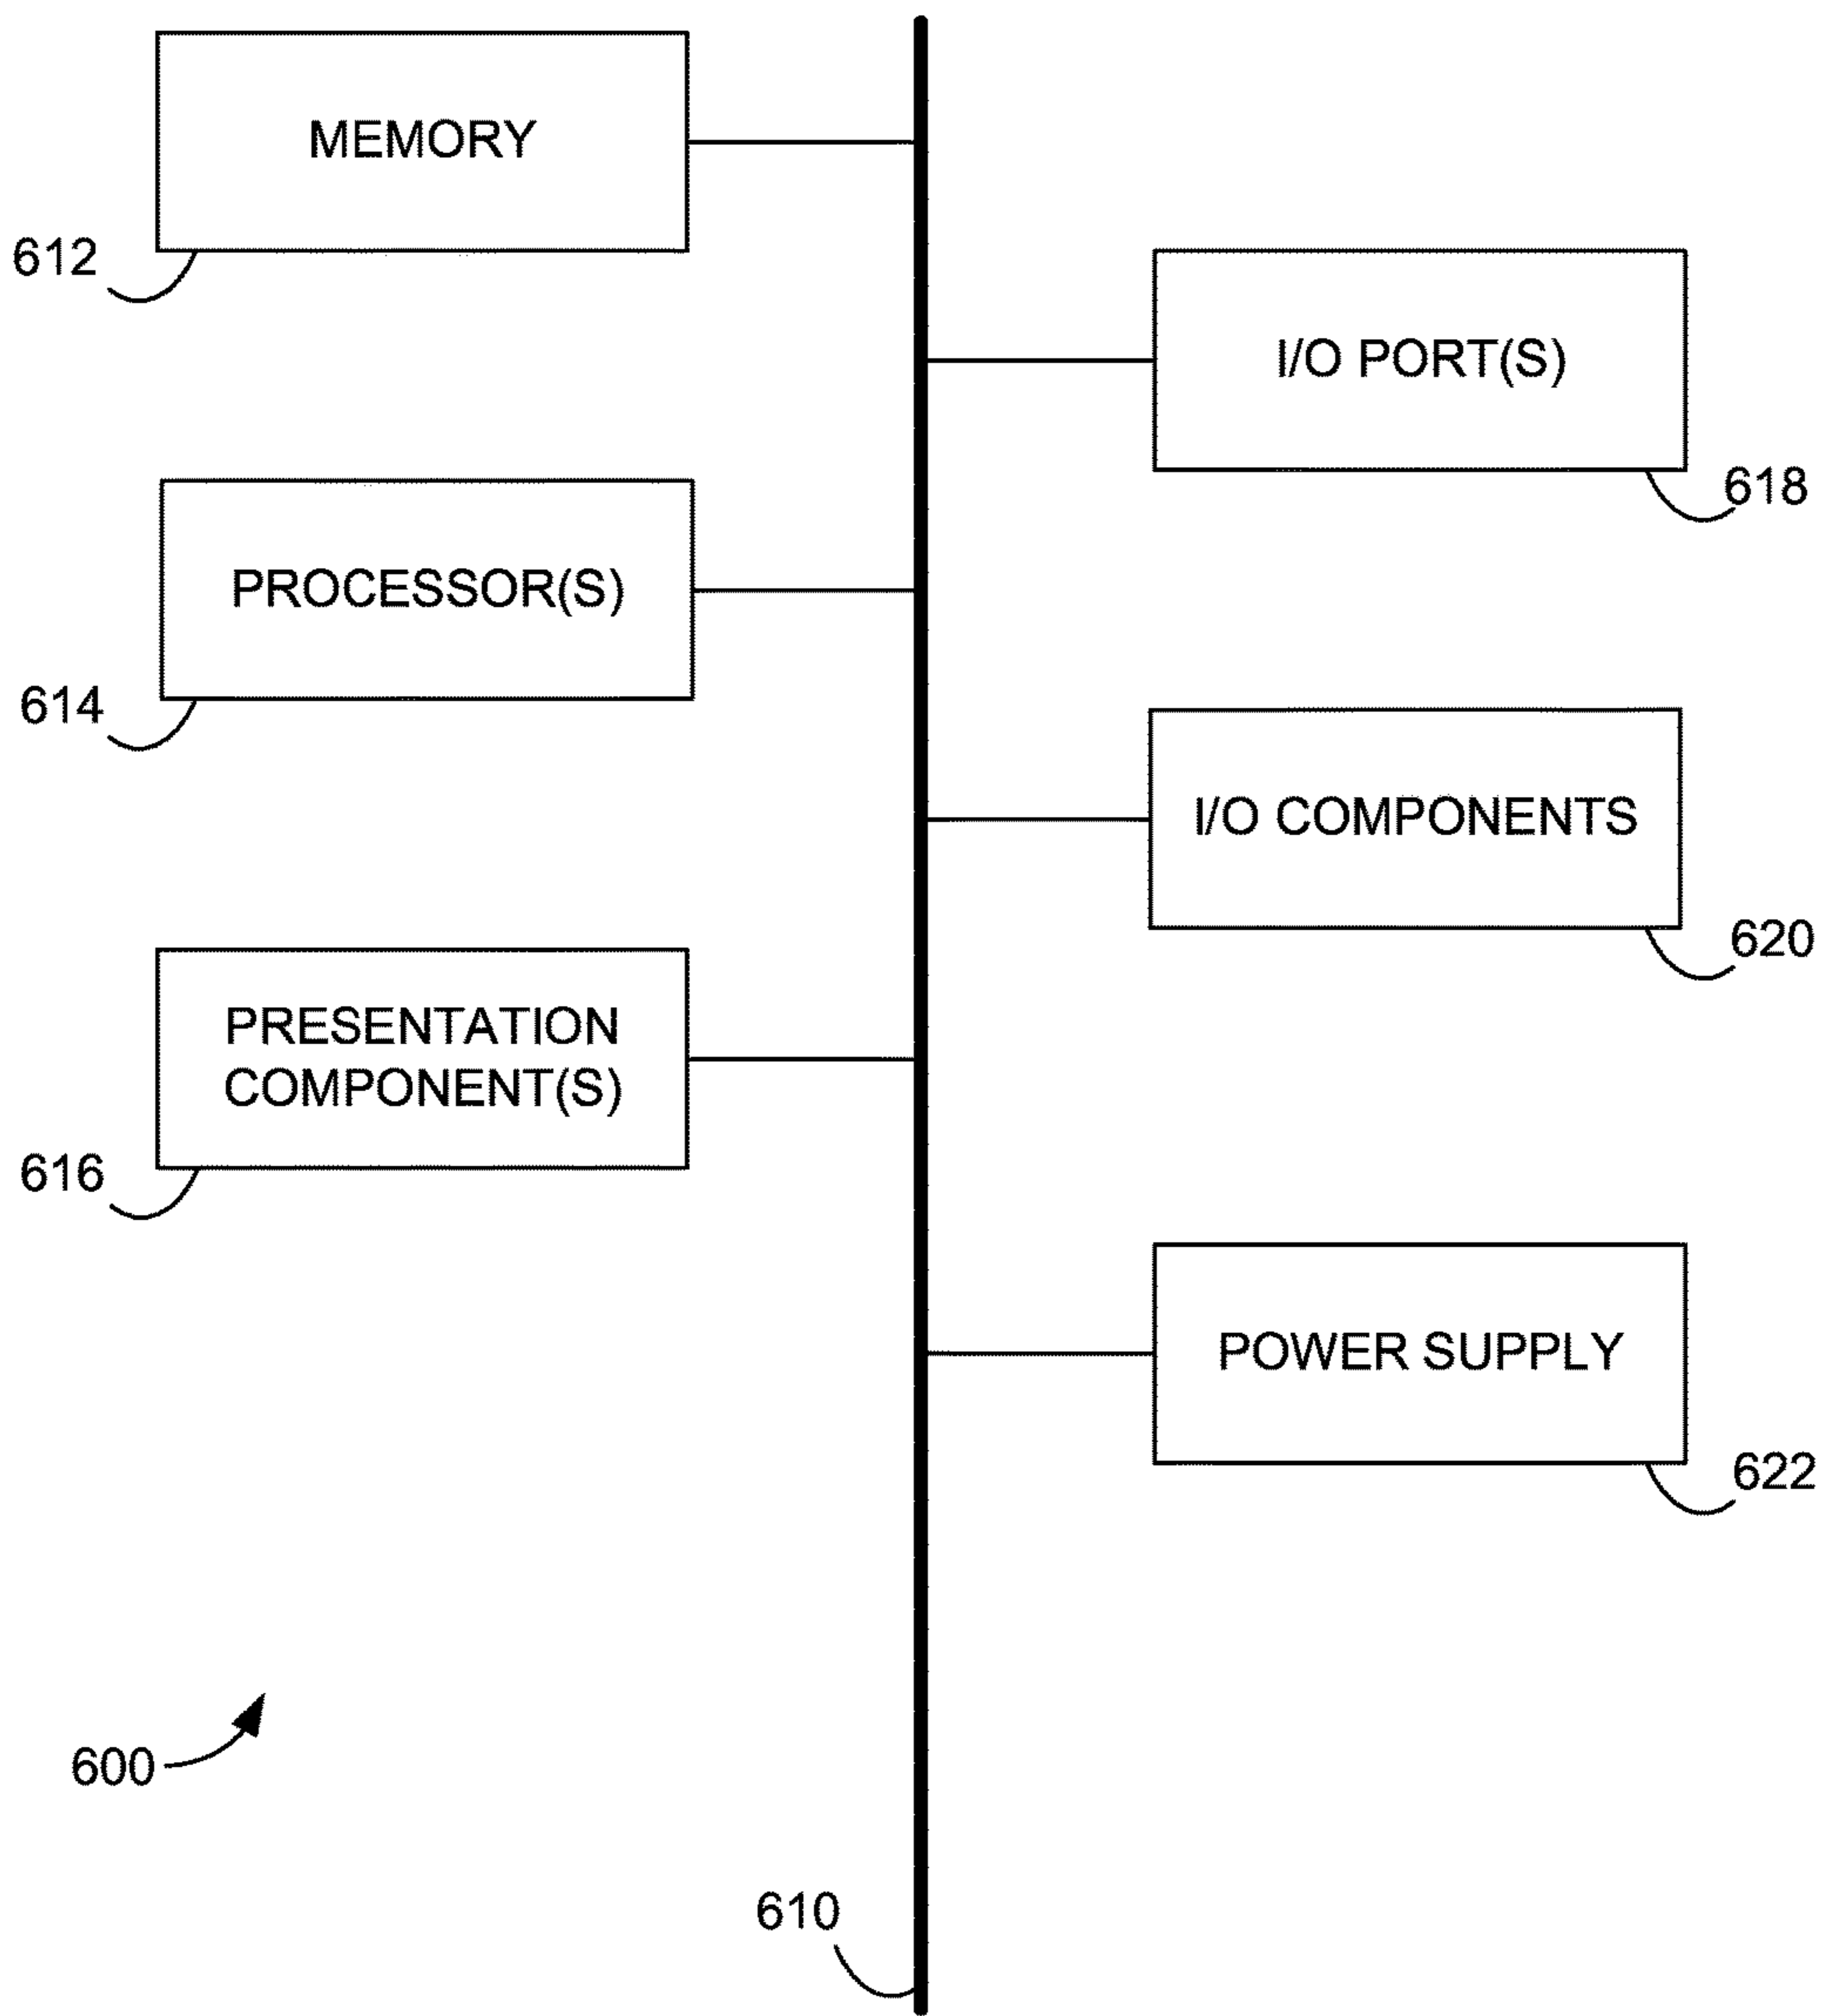 MEMORY
612
I/O PORT(S)
618
PROCESSOR(S)
614
I/O COMPONENTS
620
PRESENTATION
COMPONENT(S)
616
POWER SUPPLY
622
600
610